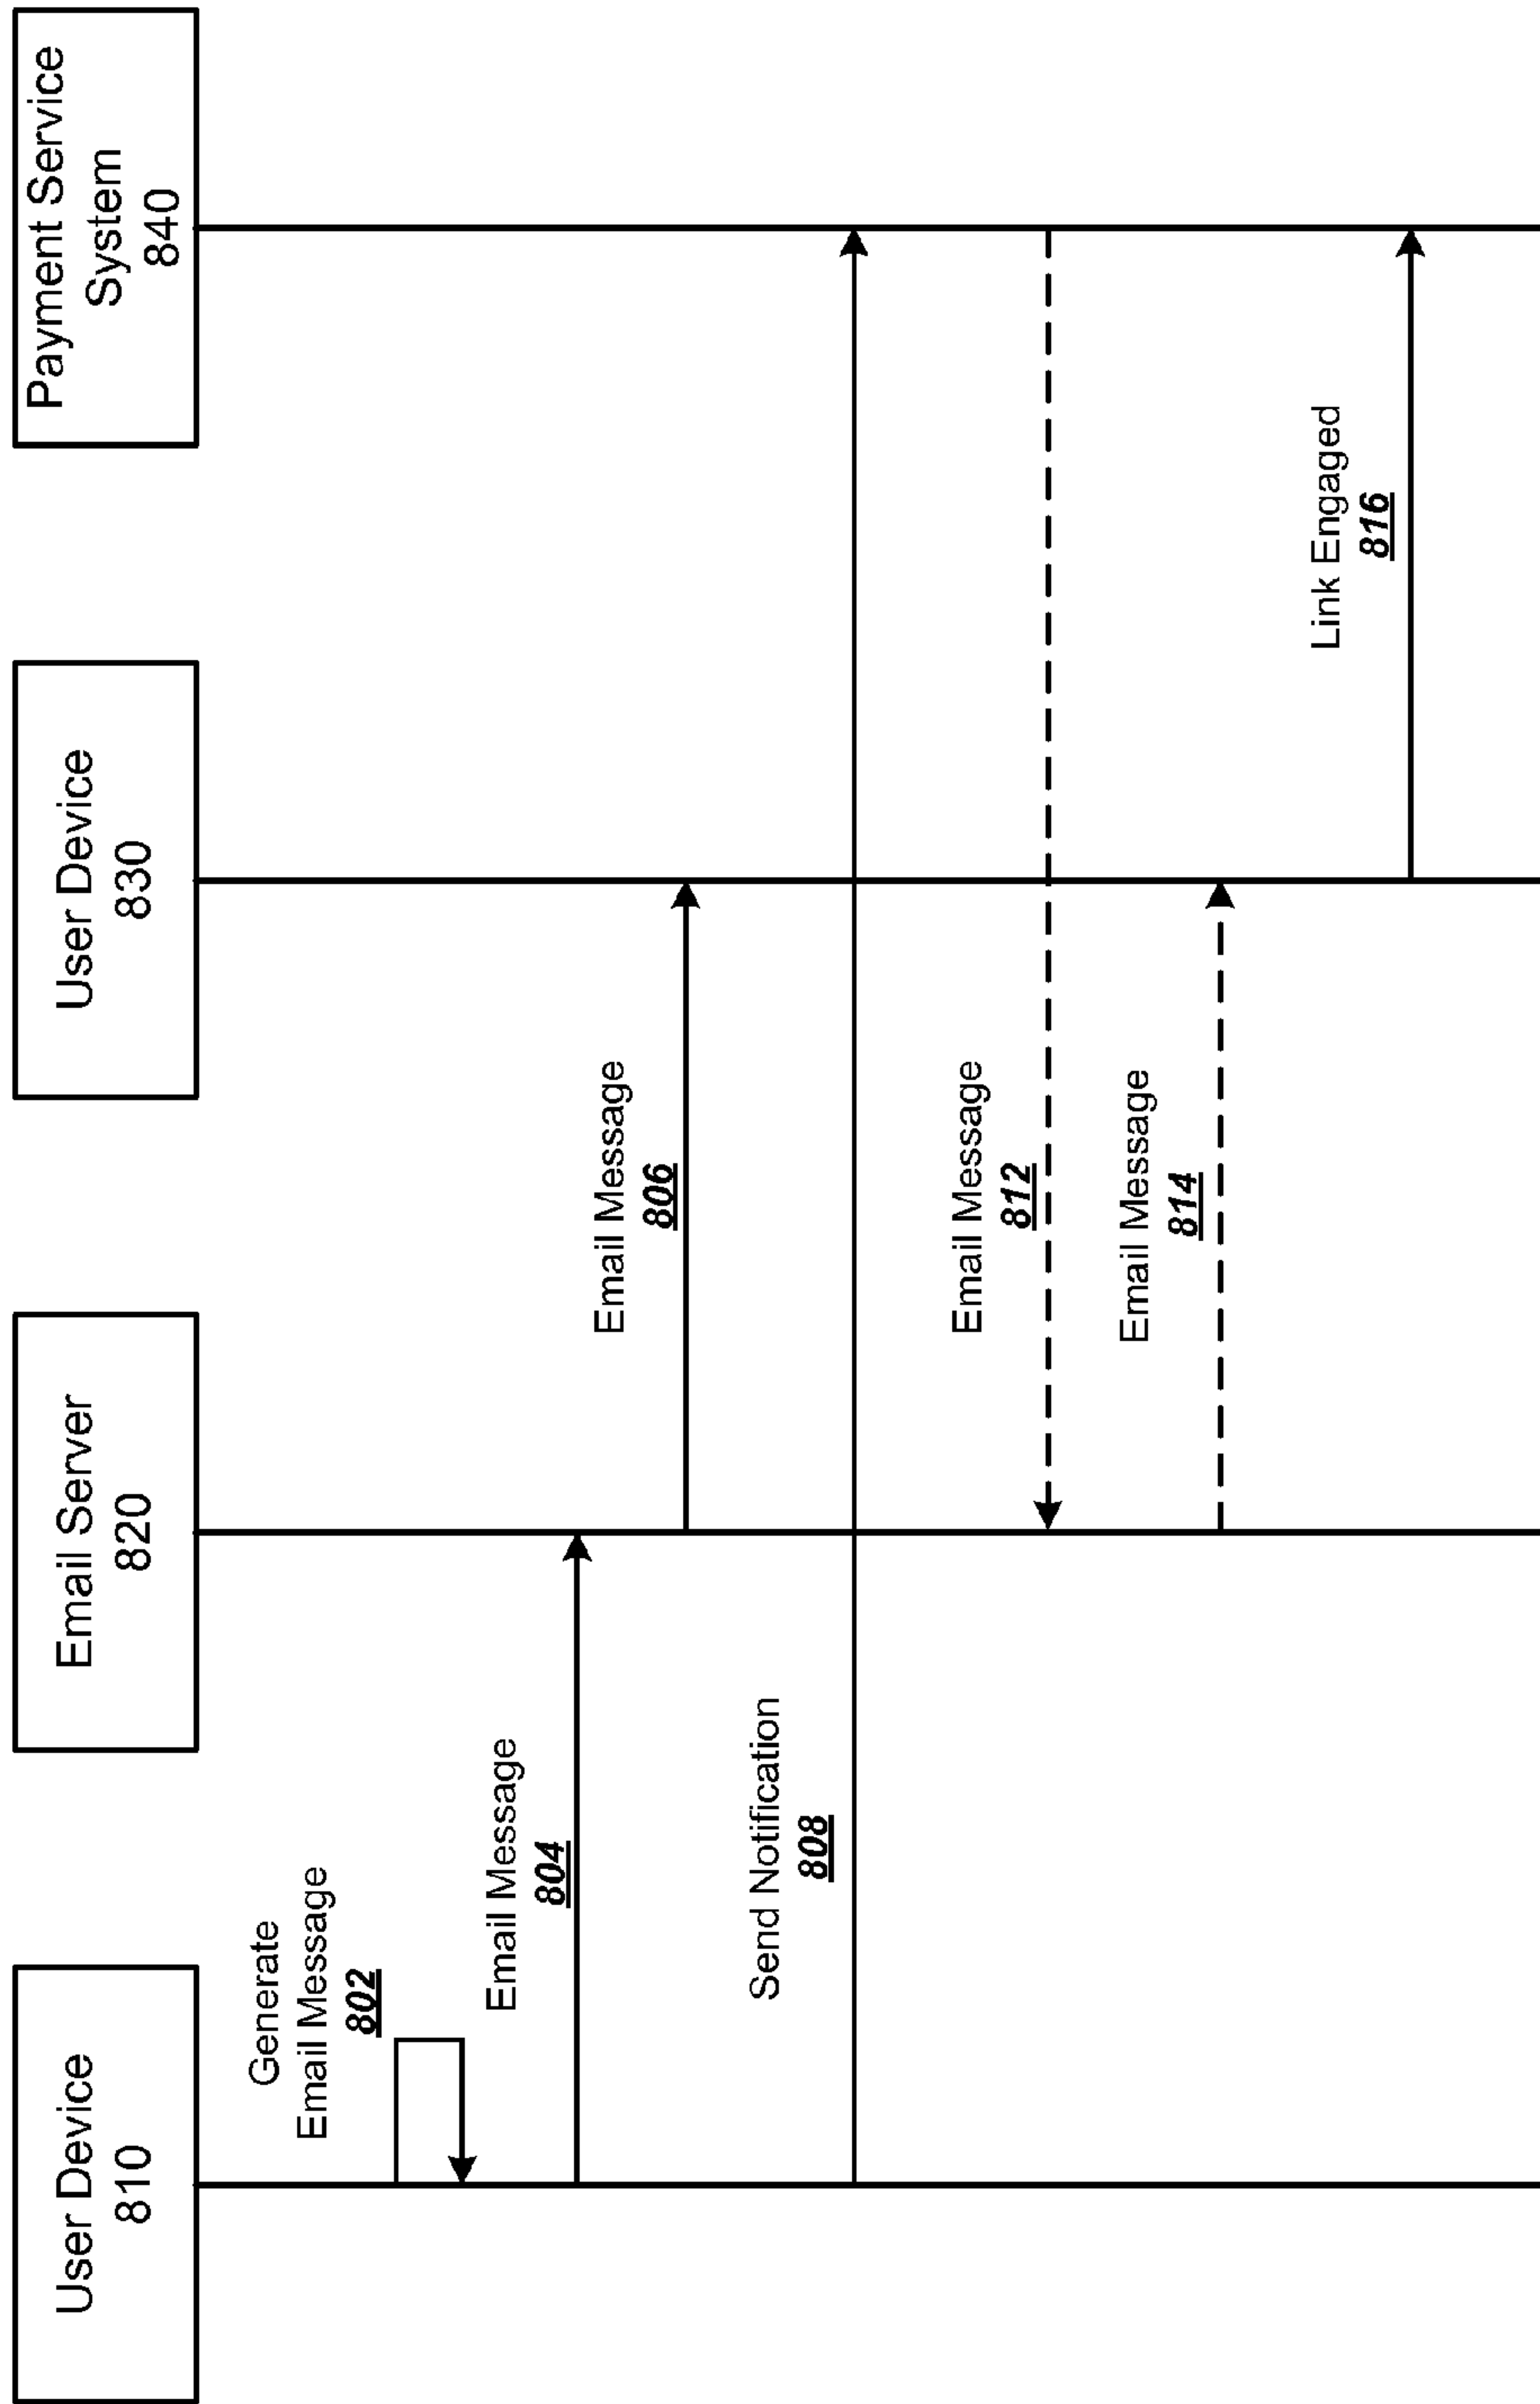 User Device
810
Email Server
820
User Device
830
Payment Service
System
840
Generate
Email Message
802
Email Message
804
Email Message
806
Send Notification
808
Email Message
812
Email Message
814
Link Engaged
816